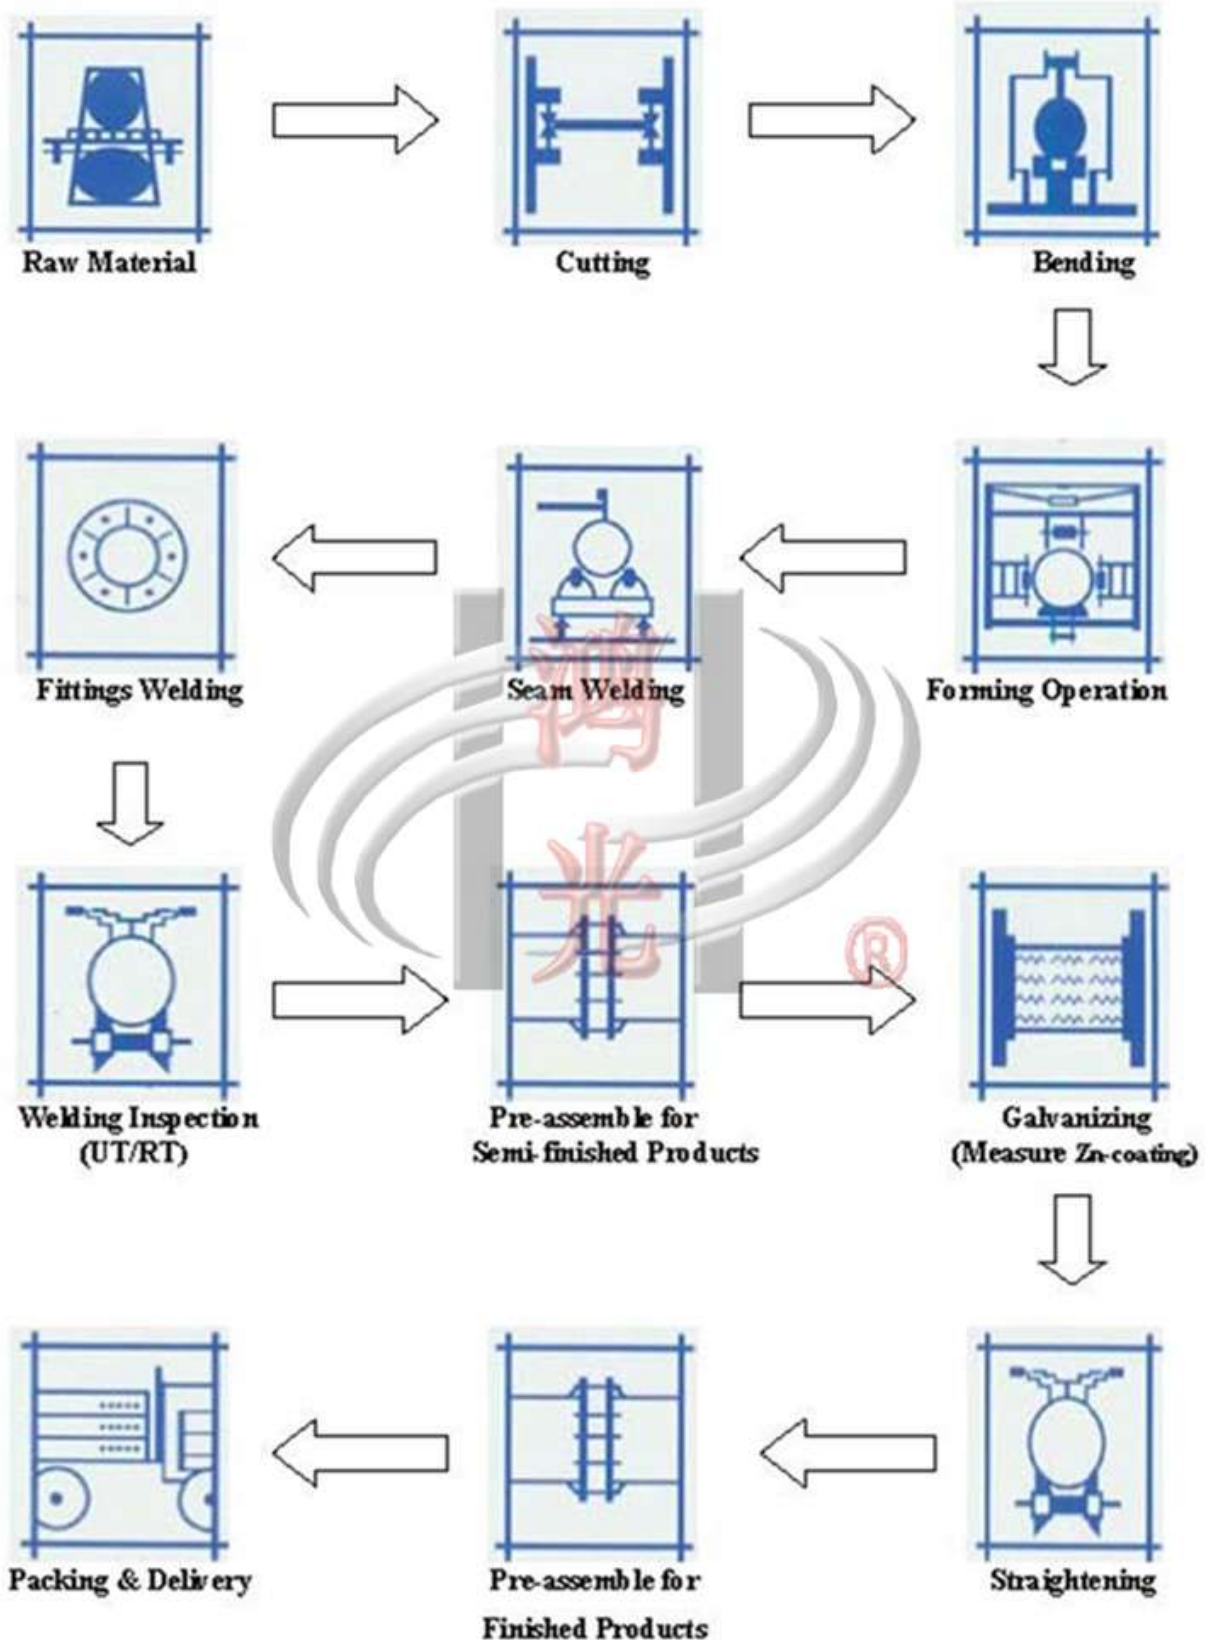 Raw Material
Cutting
Bending
Forming Operation
Seam Welding
Fittings Welding
鸿
光
®
Welding Inspection
(UT/RT)
Pre-assemble for
Semi-finished Products
Galvanizing
(Measure Zn-coating)
Straightening
Pre-assemble for
Finished Products
Packing & Delivery